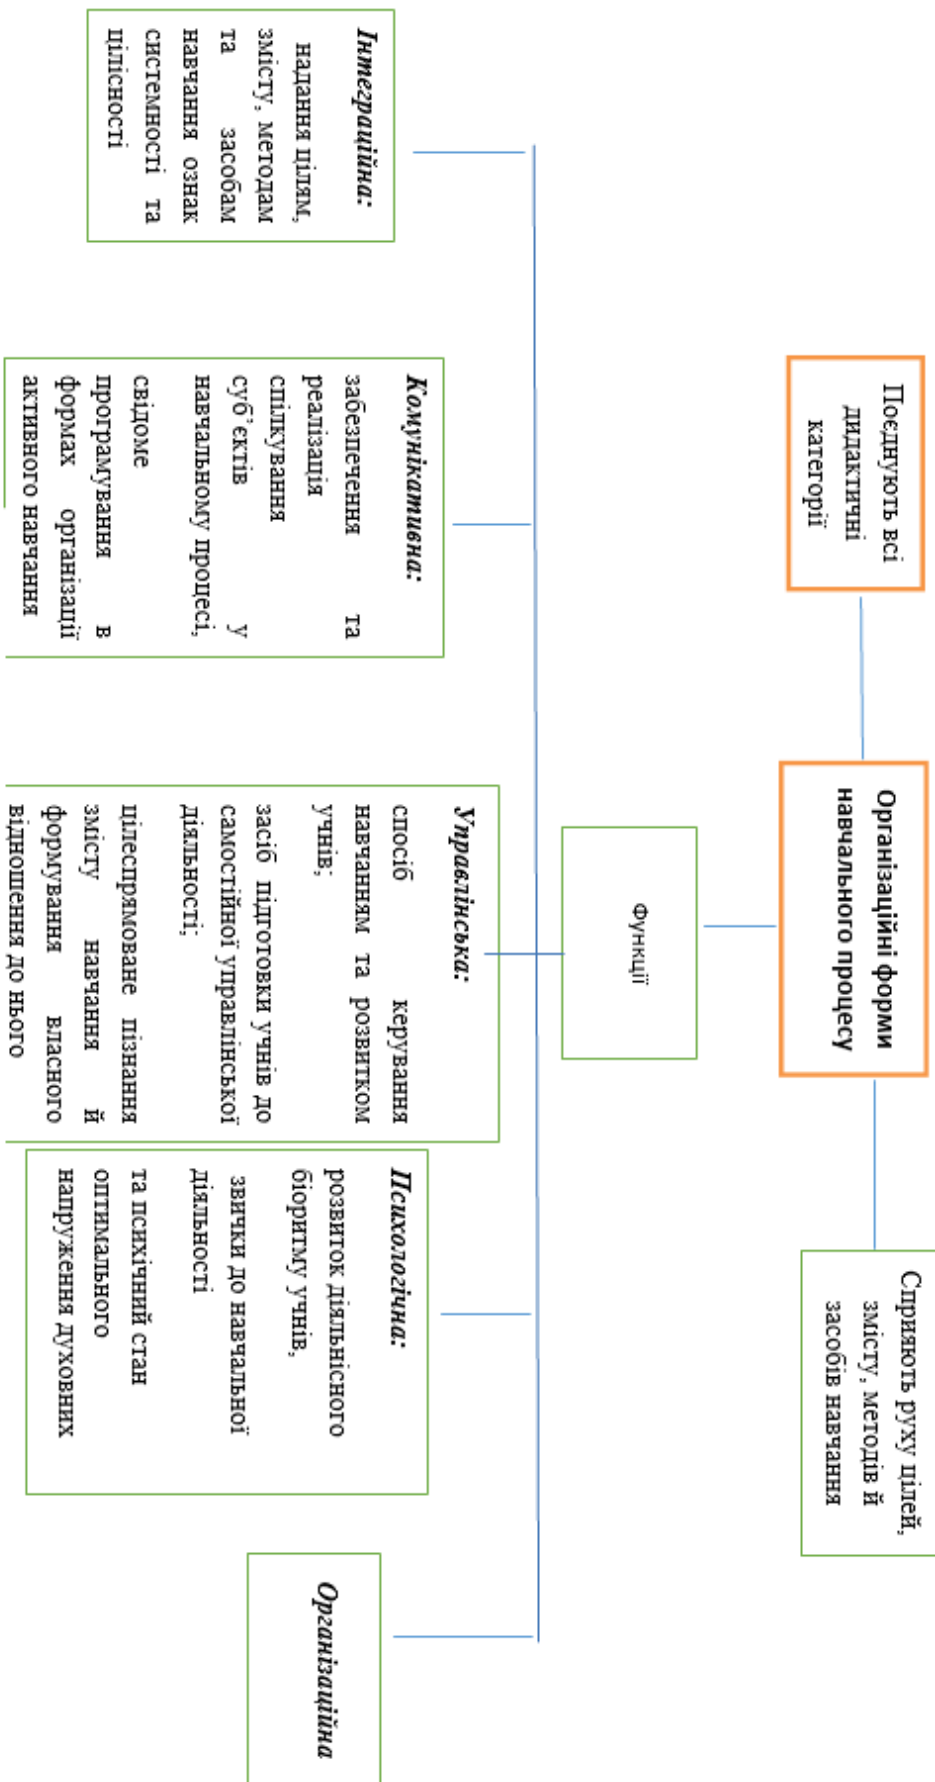 Поєднують всі
дидактичні
категорії
Організаційні форми
навчального процесу
Сприяють руху цілей,
змісту, методів й
засобів навчання
Функції
Інтеграційна:
надання цілям,
змісту, методам
та засобам
навчання ознак
системності та
цілісності
Комунікативна:
забезпечення та
реалізація
спілкування
суб’єктів у
навчальному процесі,
свідоме
програмування в
формах організації
активного навчання
Управлінська:
спосіб керування
навчанням та розвитком
учнів;
засіб підготовки учнів до
самостійної управлінської
діяльності;
цілеспрямоване пізнання
змісту навчання й
формування власного
відношення до нього
Психологічна:
розвиток діяльнісного
біоритму учнів,
звички до навчальної
діяльності
та психічний стан
оптимального
напруження духовних
Організаційна